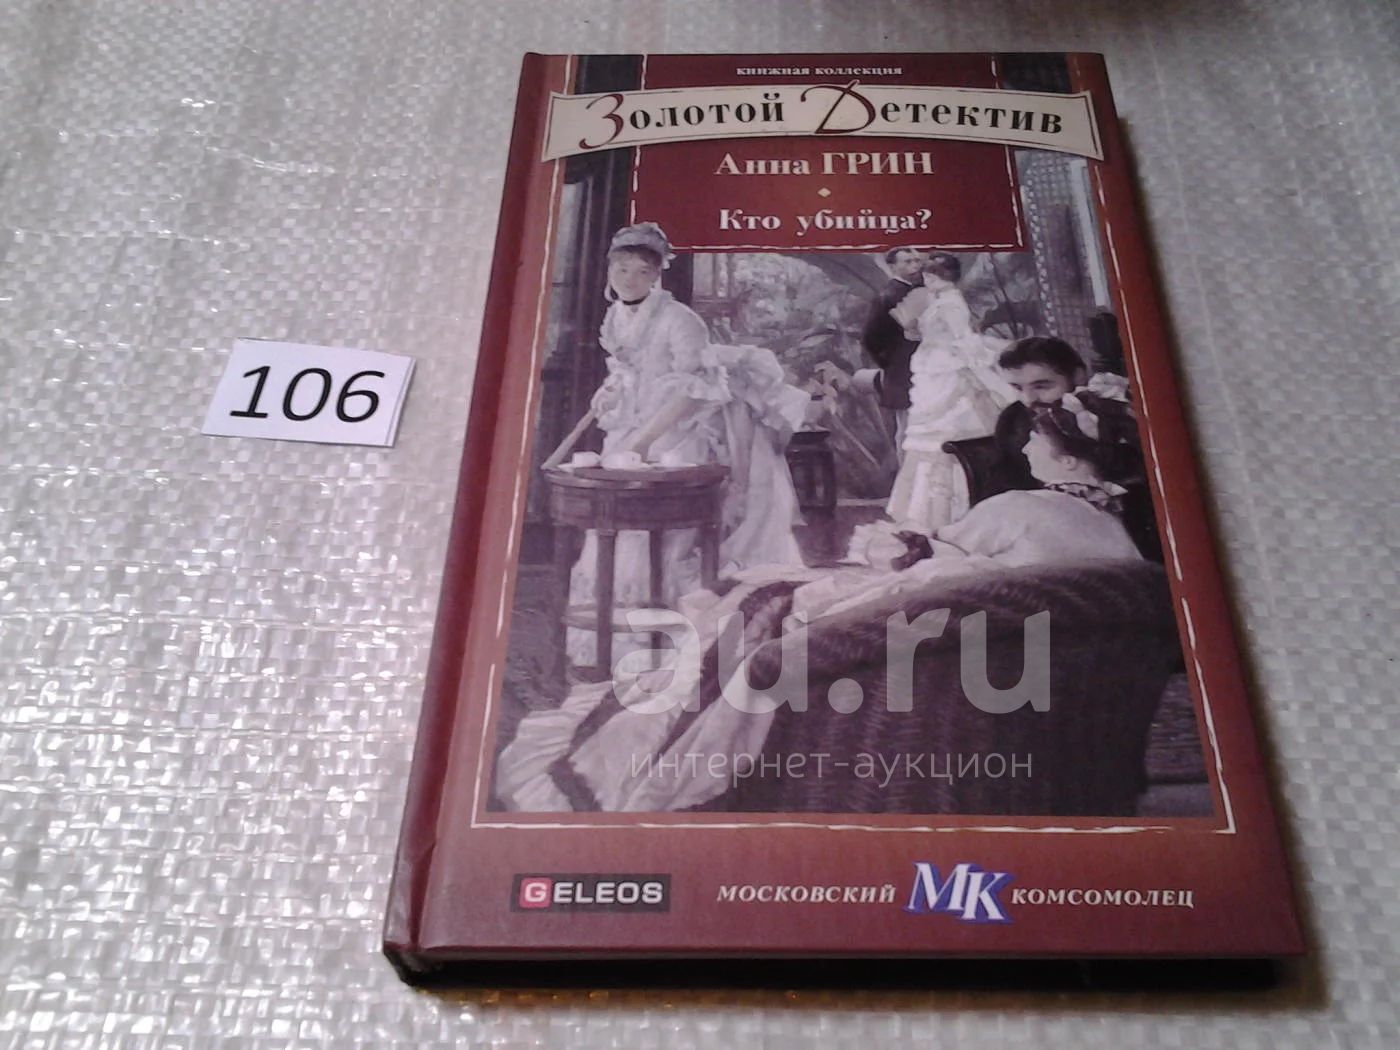 книжная коллекция
Золотой Детектив
Анна ГРИН
Кто убийца?
106
au.ru
интернет-аукцион
GELEOS
МОСКОВСКИЙ МК КОМСОМОЛЕЦ